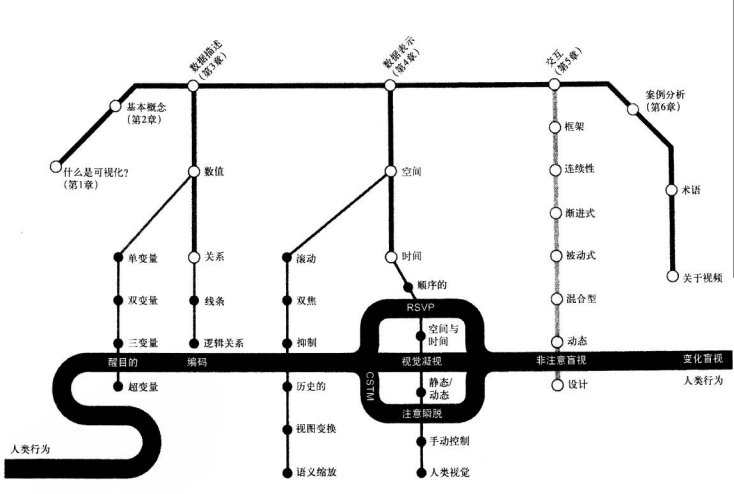 数据描述
(第3章)
数据表示
(第4章)
交互
(第5章)
案例分析
(第6章)
基本概念
(第2章)
框架
什么是可视化?
(第1章)
数值
空间
连续性
术语
渐进式
单变量
关系
滚动
时间
被动式
关于视频
顺序的
双变量
线条
双焦
RSVP
混合型
空间与
时间
三变量
逻辑关系
抑制
动态
醒目的
编码
视觉凝视
非注意盲视
变化盲视
CSTM
超变量
历史的
静态/
动态
设计
人类行为
注意瞬脱
视图变换
手动控制
人类行为
语义缩放
人类视觉